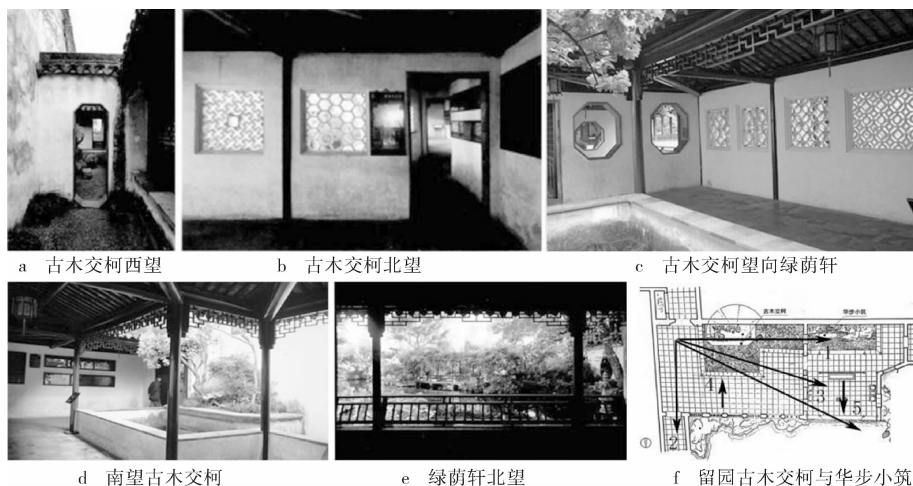 a 古木交柯西望
b 古木交柯北望
c 古木交柯望向绿荫轩
古木交柯
华步小筑
1
4
3
5
2
d 南望古木交柯
e 绿荫轩北望
f 留园古木交柯与华步小筑